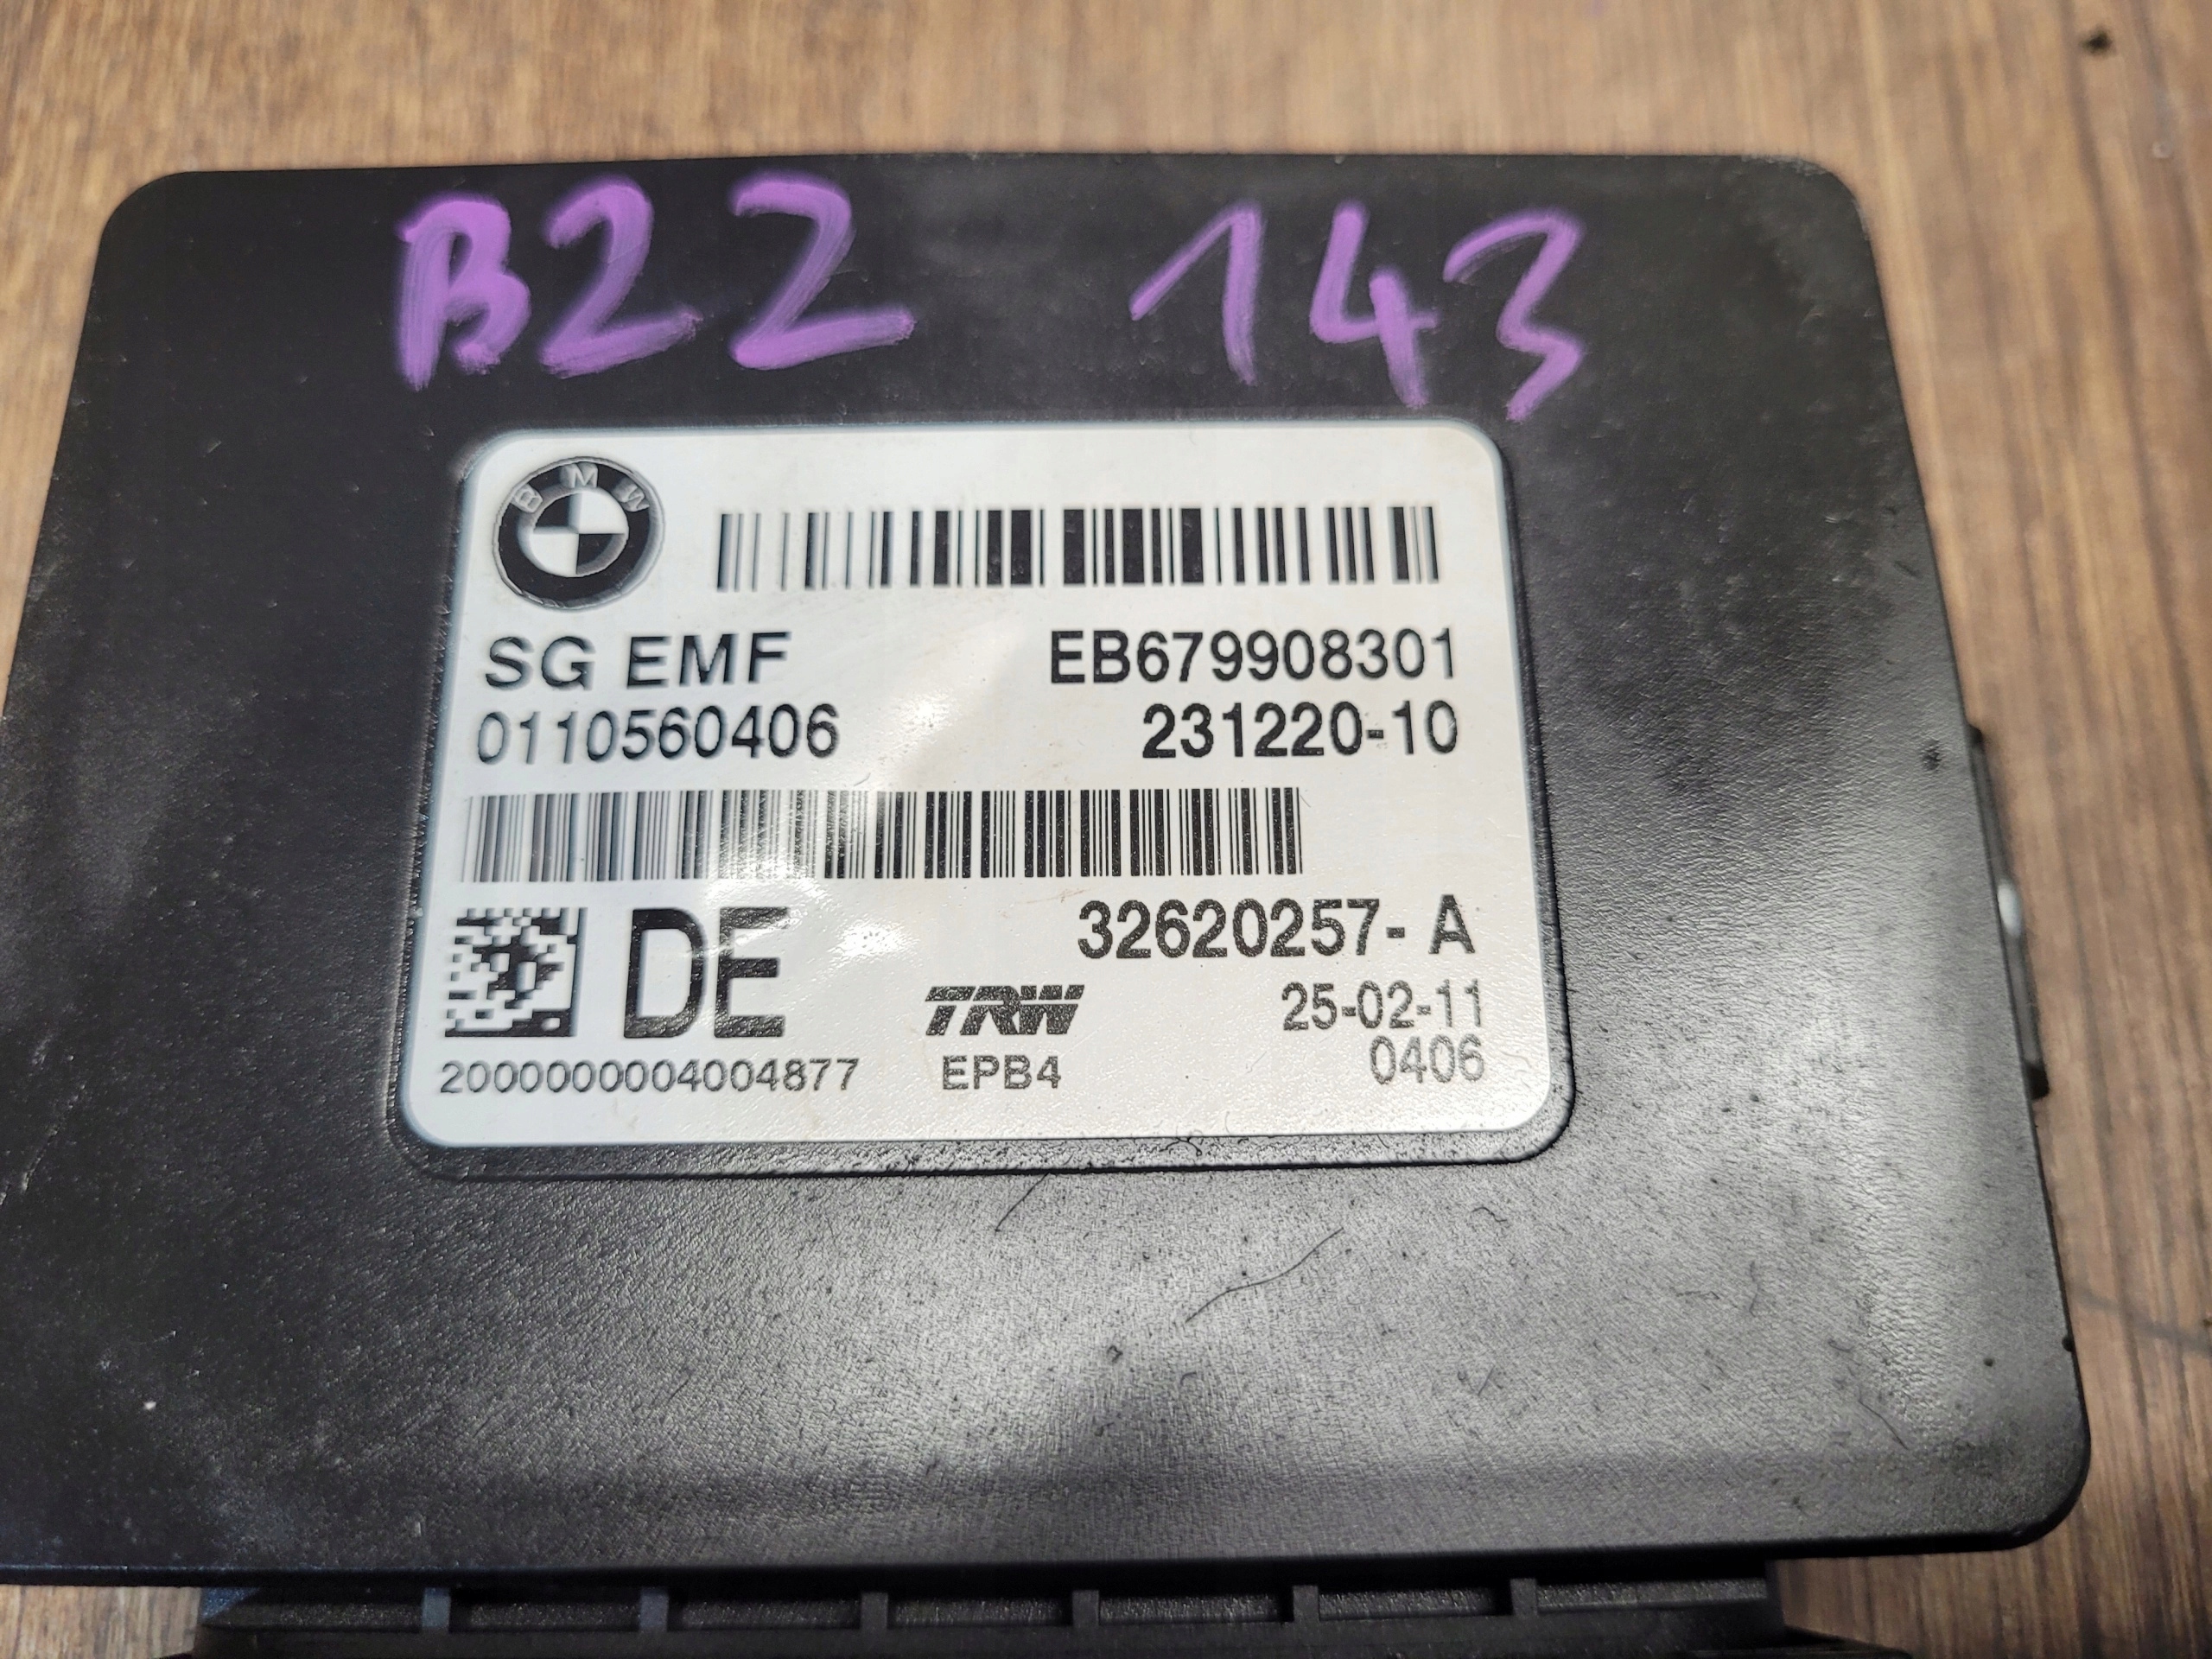 B22 143
BMW
SG EMF EB679908301
0110560406 231220-10
32620257- A
DE
TRW 25-02-11
2000000004004877 EPB4 0406